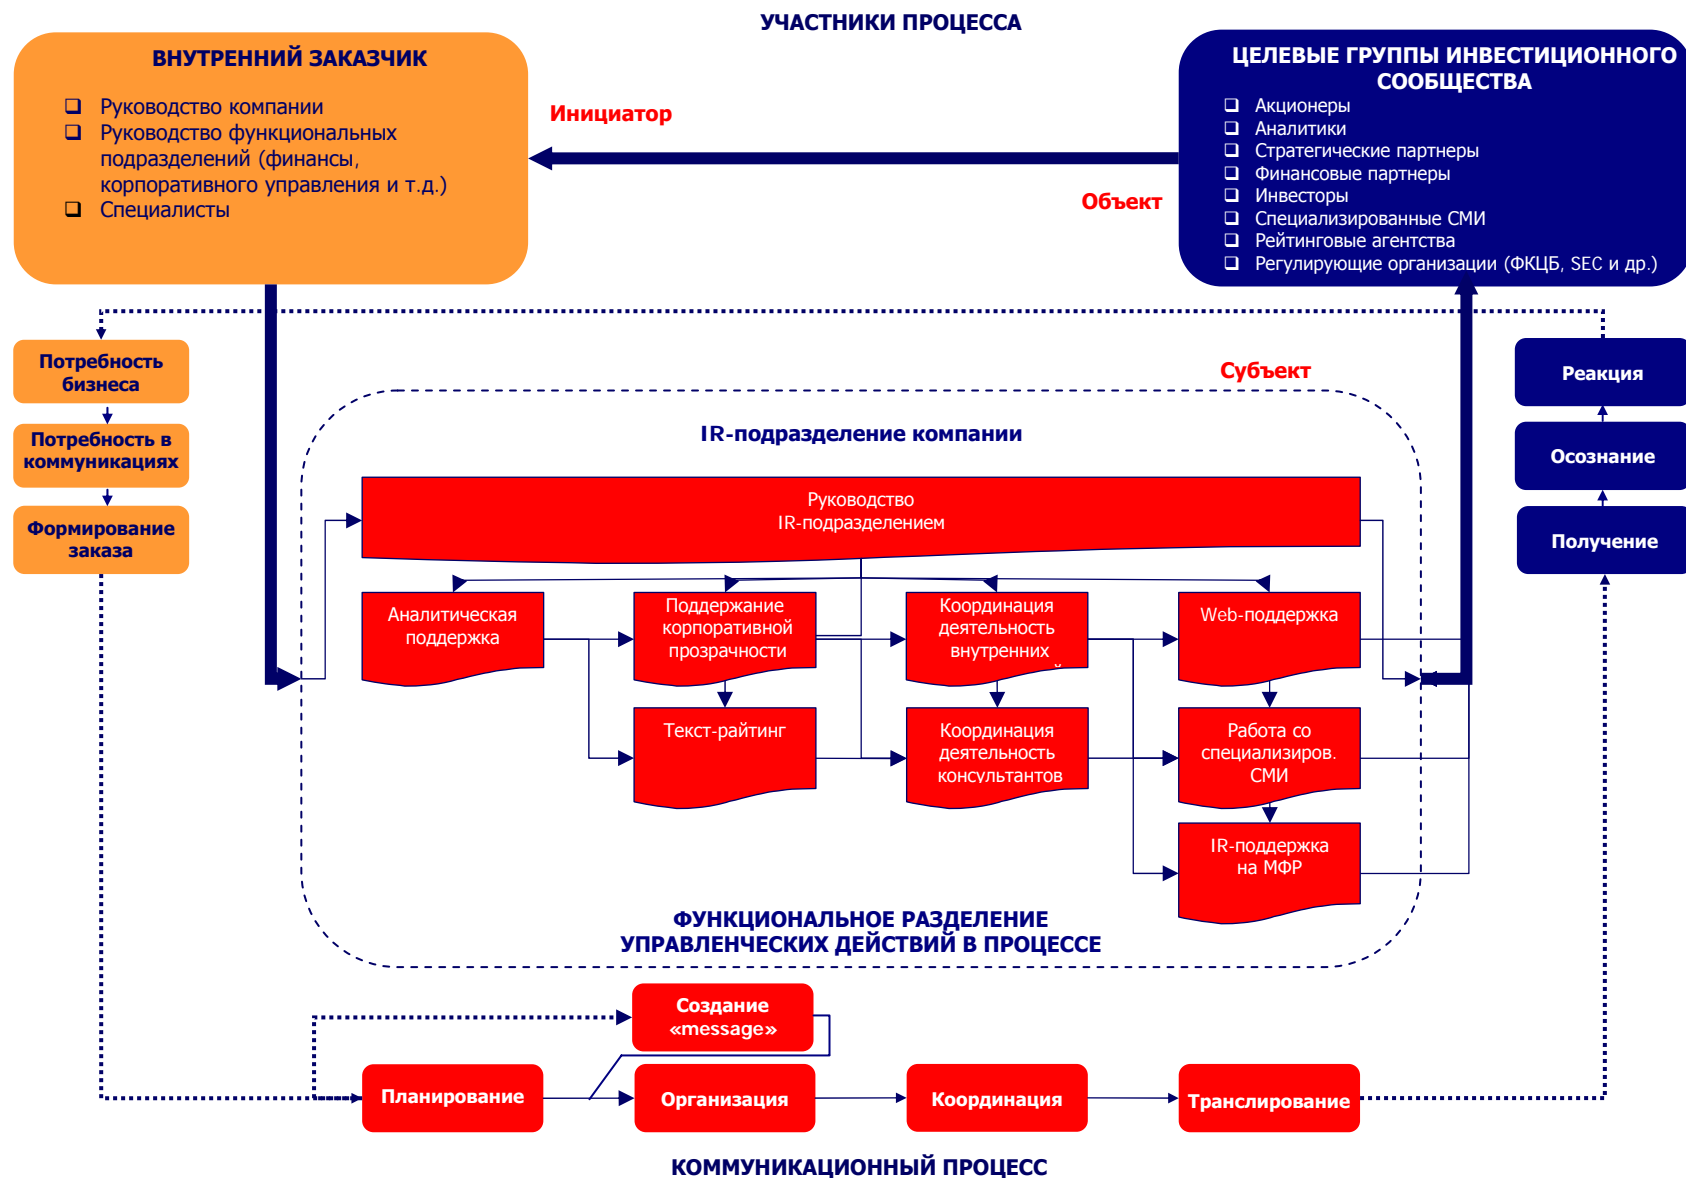 УЧАСТНИКИ ПРОЦЕССА
ВНУТРЕННИЙ ЗАКАЗЧИК
Руководство компании
Руководство функциональных
подразделений (финансы,
корпоративного управления и т.д.)
Специалисты
Инициатор
Объект
ЦЕЛЕВЫЕ ГРУППЫ ИНВЕСТИЦИОННОГО
СООБЩЕСТВА
Акционеры
Аналитики
Стратегические партнеры
Финансовые партнеры
Инвесторы
Специализированные СМИ
Рейтинговые агентства
Регулирующие организации (ФКЦБ, SEC и др.)
Потребность
бизнеса
Потребность в
коммуникациях
Формирование
заказа
Субъект
Реакция
Осознание
Получение
IR-подразделение компании
Руководство
IR-подразделением
Аналитическая
поддержка
Поддержание
корпоративной
прозрачности
Координация
деятельность
внутренних
Web-поддержка
Текст-райтинг
Координация
деятельность
консультантов
Работа со
специализиров.
СМИ
IR-поддержка
на МФР
ФУНКЦИОНАЛЬНОЕ РАЗДЕЛЕНИЕ
УПРАВЛЕНЧЕСКИХ ДЕЙСТВИЙ В ПРОЦЕССЕ
Создание
«message»
Планирование
Организация
Координация
Транслирование
КОММУНИКАЦИОННЫЙ ПРОЦЕСС